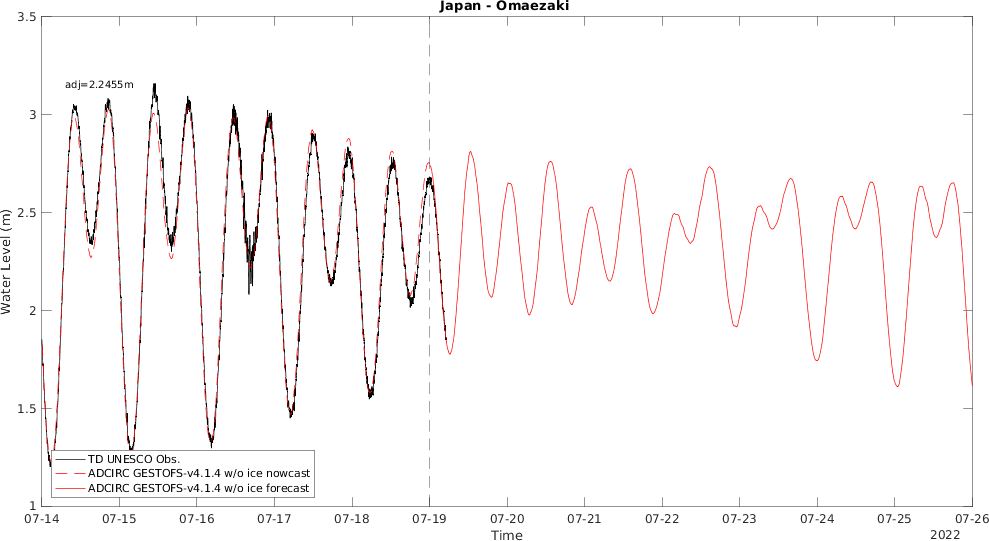 Japan - Omaezaki
3.5
3
2.5
2
1.5
1
Water Level (m)
adj=2.2455m
TD UNESCO Obs.
ADCIRC GESTOFS-v4.1.4 w/o ice nowcast
ADCIRC GESTOFS-v4.1.4 w/o ice forecast
07-14 07-15 07-16 07-17 07-18 07-19 07-20 07-21 07-22 07-23 07-24 07-25 07-26
Time
2022